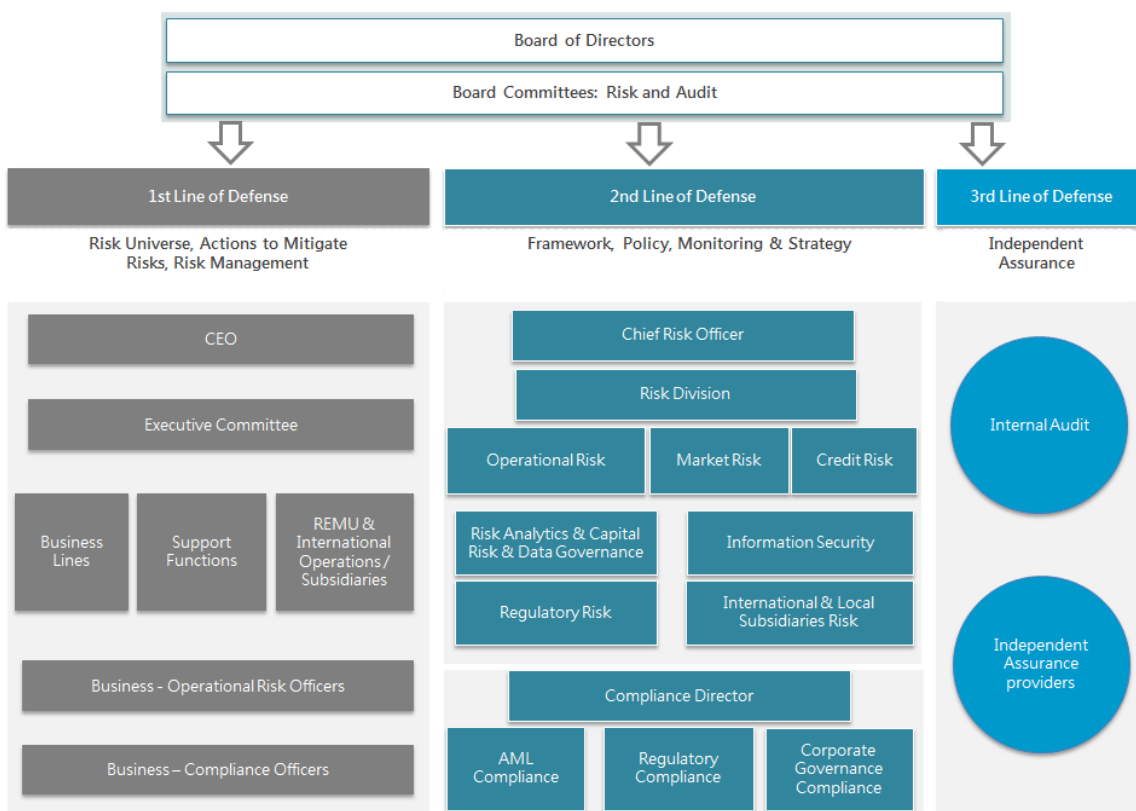 Board of Directors
Board Committees: Risk and Audit
1st Line of Defense
2nd Line of Defense
3rd Line of Defense
Risk Universe, Actions to Mitigate
Risks, Risk Management
Framework, Policy, Monitoring & Strategy
Independent
Assurance
CEO
Executive Committee
Business
Lines
Support
Functions
REMU &
International
Operations /
Subsidiaries
Business - Operational Risk Officers
Business – Compliance Officers
Chief Risk Officer
Risk Division
Operational Risk
Market Risk
Credit Risk
Risk Analytics & Capital
Risk & Data Governance
Information Security
Regulatory Risk
International & Local
Subsidiaries Risk
Compliance Director
AML
Compliance
Regulatory
Compliance
Corporate
Governance
Compliance
Internal Audit
Independent
Assurance
providers